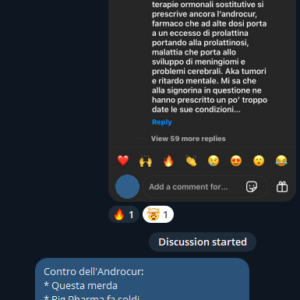 terapie ormonali sostitutive si
prescrive ancora l'androcur,
farmaco che ad alte dosi porta
a un eccesso di prolattina
portando alla prolattinosi,
malattia che porta allo
sviluppo di meningiomi e
problemi cerebrali. Aka tumori
e ritardo mentale. Mi sa che
alla signorina in questione ne
hanno prescritto un po' troppo
date le sue condizioni...
Reply
View 59 more replies
Add a comment for...
1 1
Discussion started
Contro dell'Androcur:
* Questa merda
* Big Pharma fa soldi